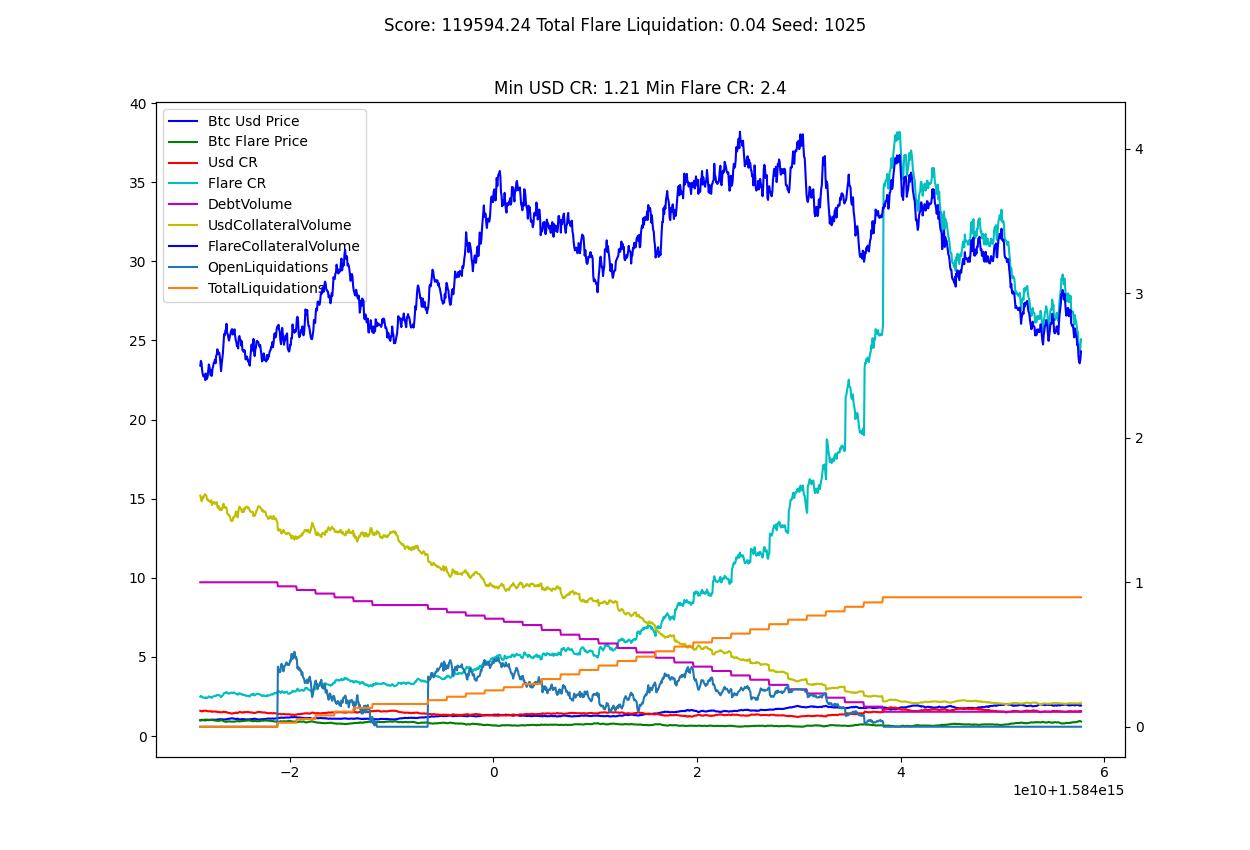 Score: 119594.24 Total Flare Liquidation: 0.04 Seed: 1025
Min USD CR: 1.21 Min Flare CR: 2.4
Btc Usd Price
Btc Flare Price
Usd CR
Flare CR
DebtVolume
UsdCollateralVolume
FlareCollateralVolume
OpenLiquidations
TotalLiquidations
40
35
30
25
20
15
10
5
0
4
3
2
1
0
−2
0
2
4
6
1e10+1.584e15